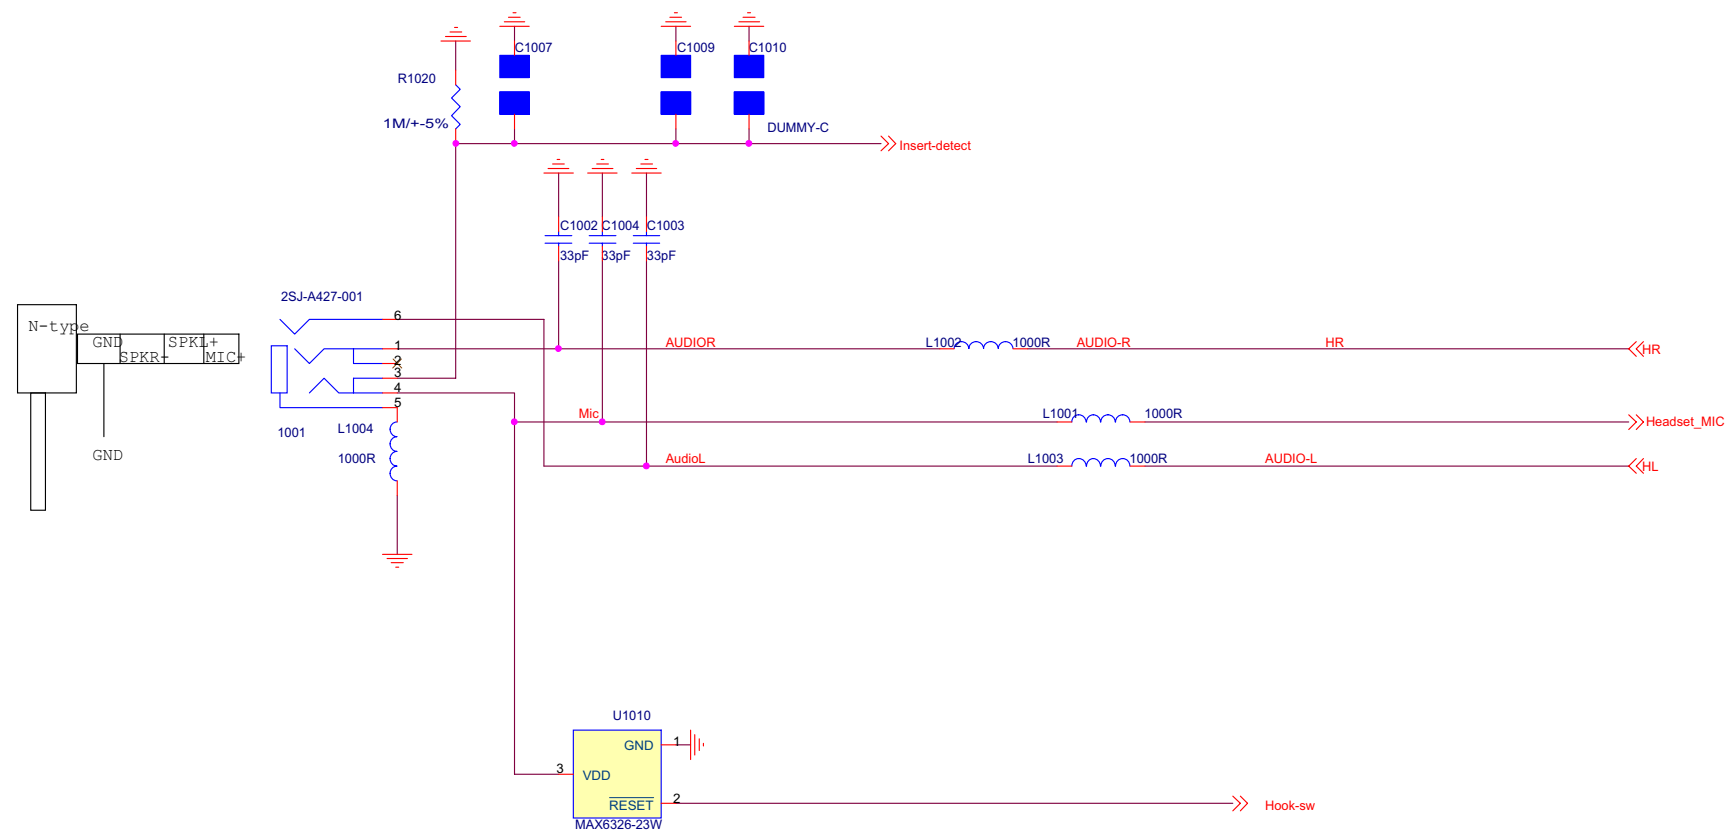 C1007
C1009
C1010
R1020
1M/+-5%
DUMMY-C
Insert-detect
C1002
C1004
C1003
33pF
33pF
33pF
2SJ-A427-001
6
N-type
GND
SPKL+
SPKR+
MIC+
1
AUDIOR
L1002
1000R
AUDIO-R
HR
HR
2
3
4
5
Mic
L1001
1000R
Headset_MIC
1001
L1004
GND
1000R
AudioL
L1003
1000R
AUDIO-L
HL
U1010
GND
1
3
VDD
RESET
2
Hook-sw
MAX6326-23W